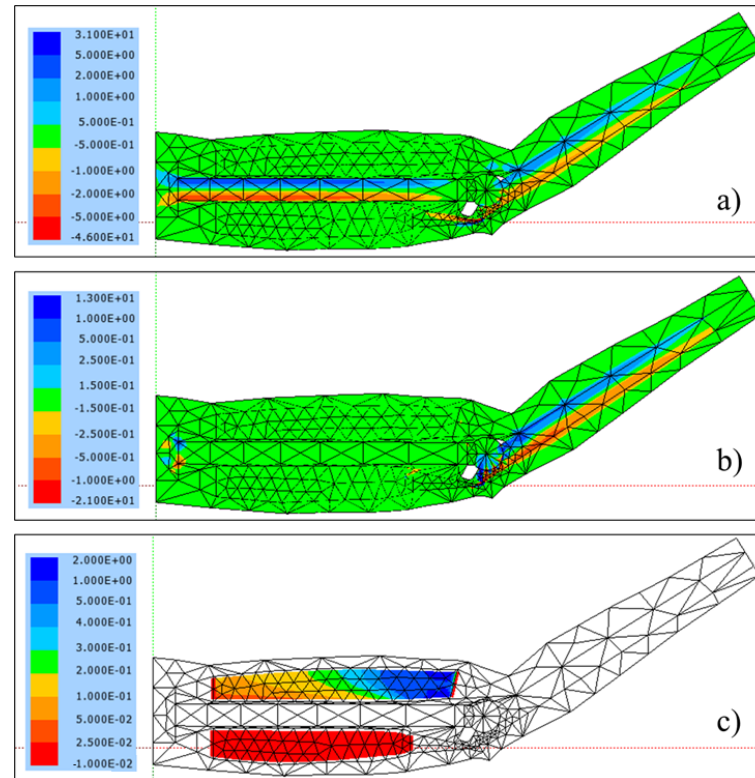 3.100E+01
5.000E+00
2.000E+00
1.000E+00
5.000E-01
-5.000E-01
-1.000E+00
-2.000E+00
-5.000E+00
-4.600E+01
a)
1.300E+01
1.000E+00
5.000E-01
2.500E-01
1.500E-01
-1.500E-01
-2.500E-01
-5.000E-01
-1.000E+00
-2.100E+01
b)
2.000E+00
1.000E+00
5.000E-01
4.000E-01
3.000E-01
2.000E-01
1.000E-01
5.000E-02
2.500E-02
-1.000E-02
c)